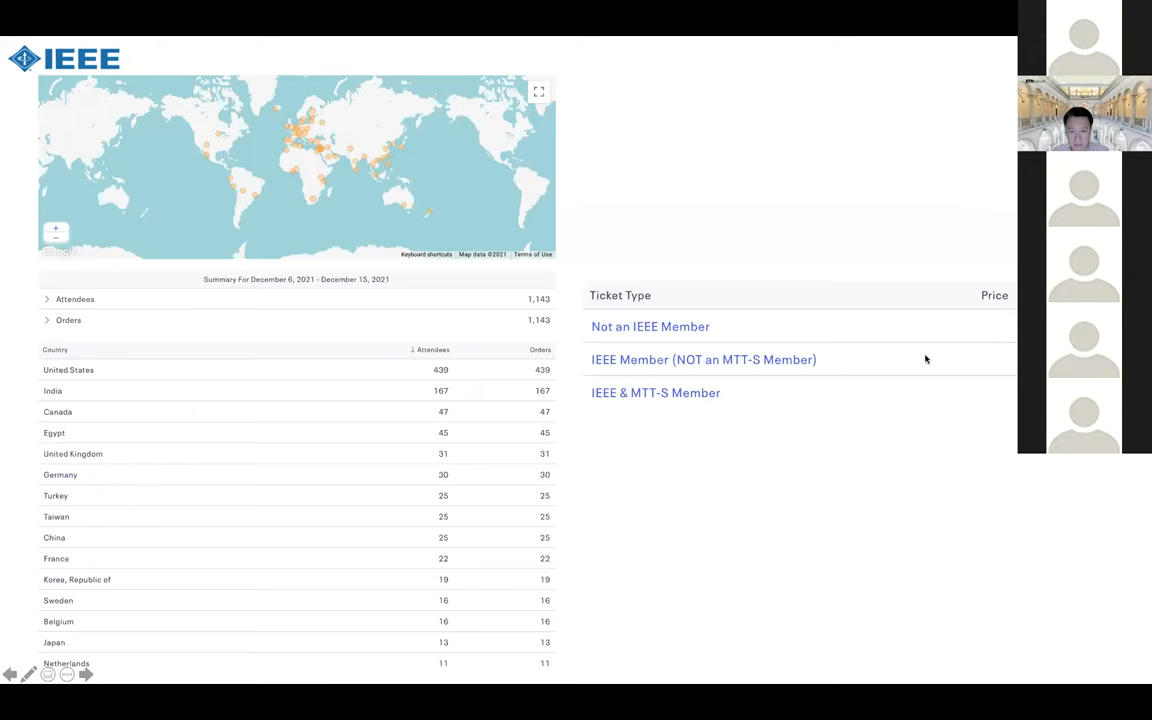 IEEE
Google
Keyboard shortcuts Map data ©2021 Terms of Use
Summary For December 6, 2021 - December 15, 2021
Attendees 1,143
Orders 1,143
Country ↓ Attendees Orders
United States 439 439
India 167 167
Canada 47 47
Egypt 45 45
United Kingdom 31 31
Germany 30 30
Turkey 25 25
Taiwan 25 25
China 25 25
France 22 22
Korea, Republic of 19 19
Sweden 16 16
Belgium 16 16
Japan 13 13
Netherlands 11 11
Ticket Type Price
Not an IEEE Member
IEEE Member (NOT an MTT-S Member)
IEEE & MTT-S Member
ETH